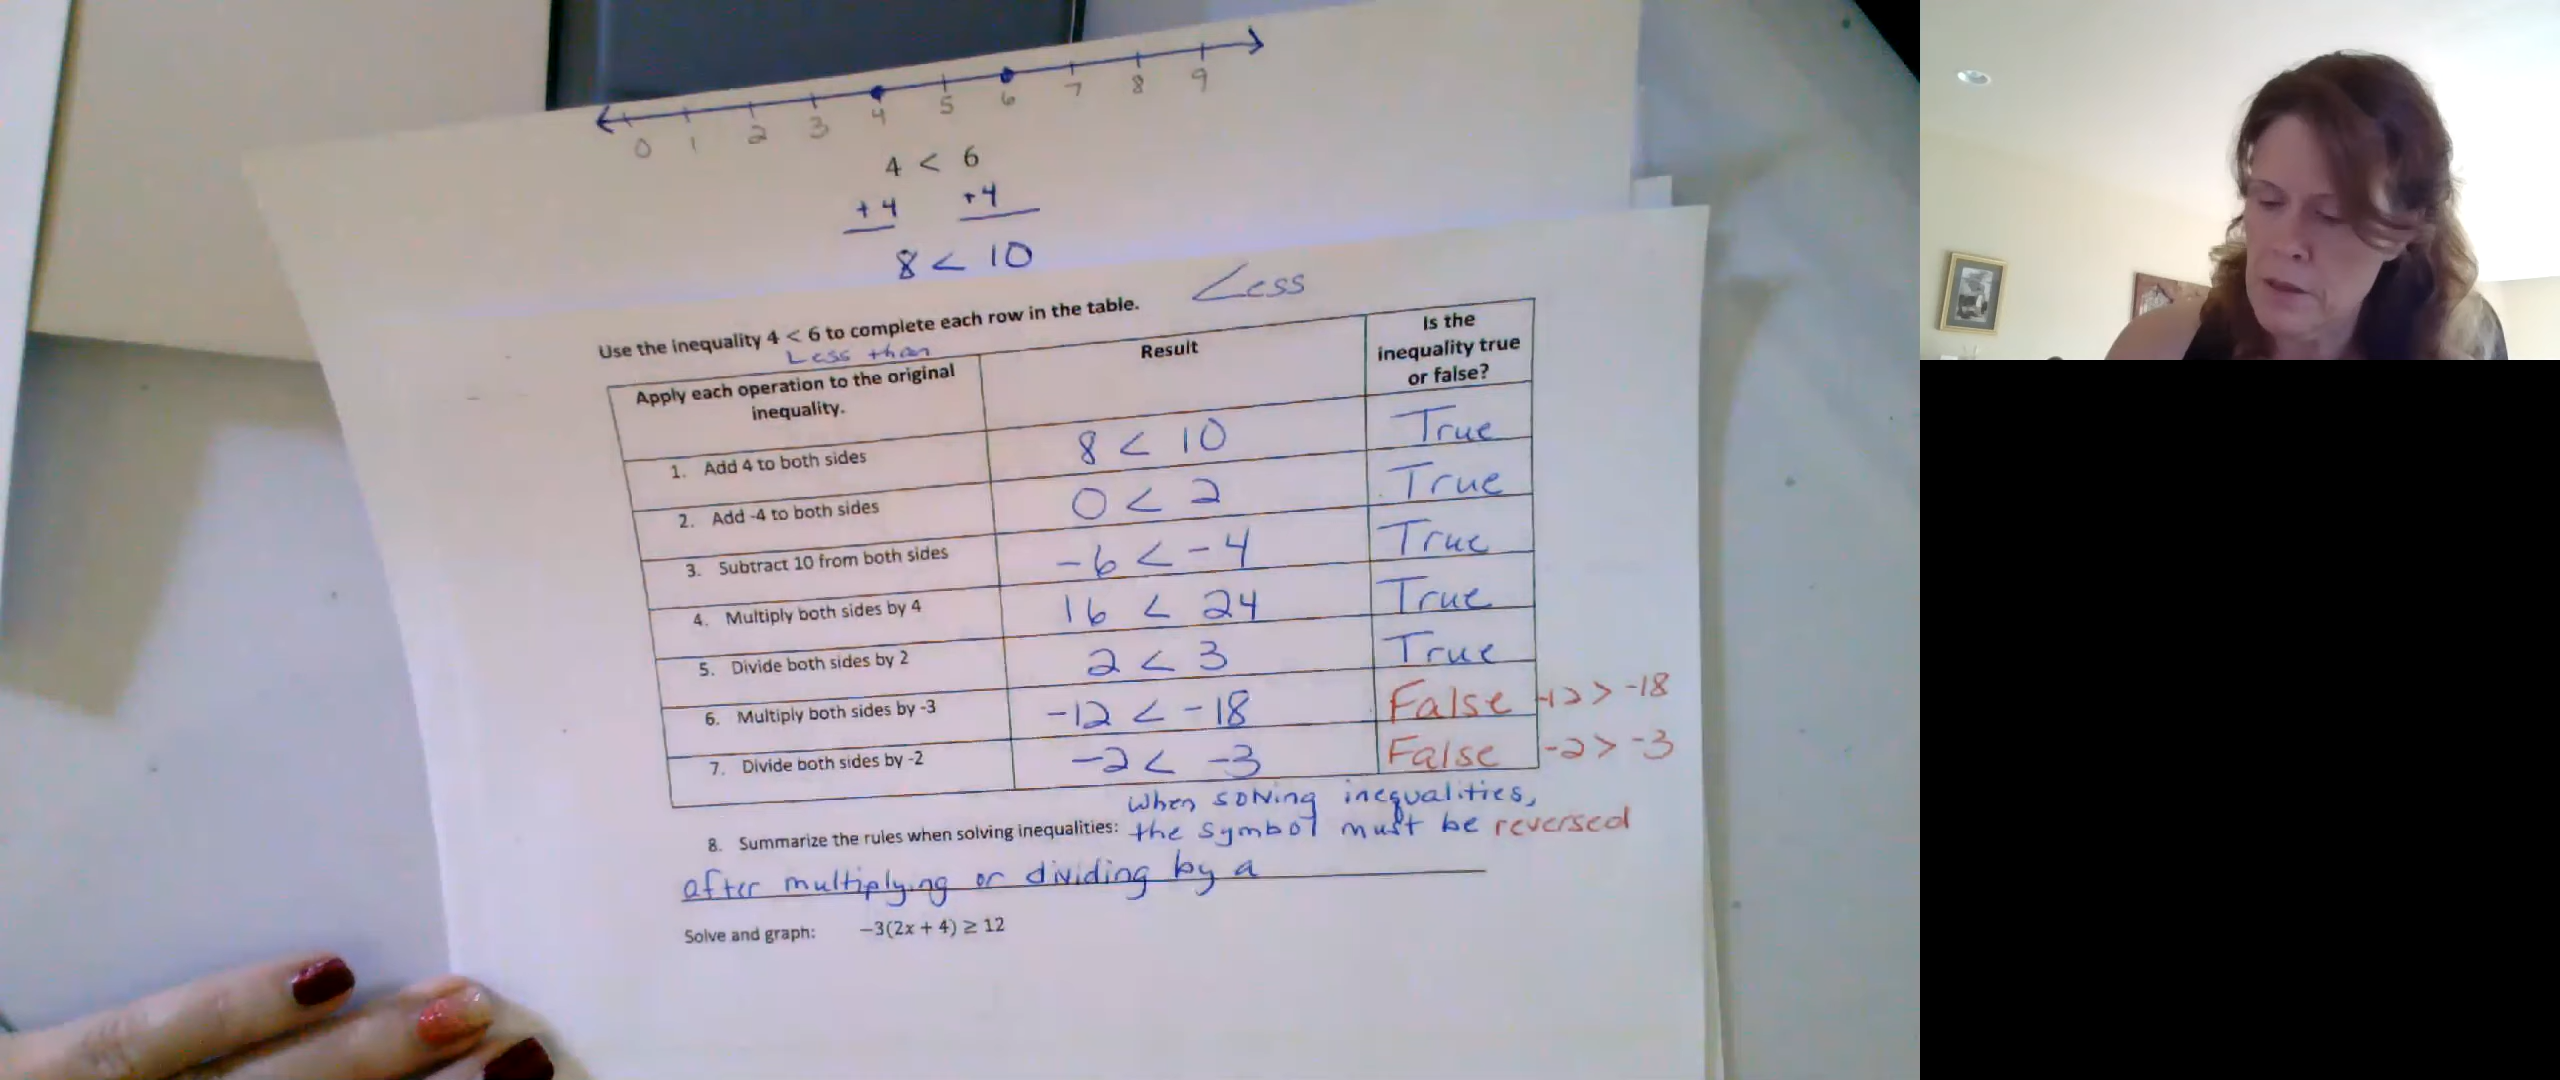 0 1 2 3 4 5 6 7 8 9
4 < 6
+4 +4
8 < 10
Less
Use the inequality 4 < 6 to complete each row in the table.
Less than
Apply each operation to the original inequality.
Result
Is the inequality true or false?
1. Add 4 to both sides 8 < 10 True
2. Add -4 to both sides 0 < 2 True
3. Subtract 10 from both sides -6 < -4 True
4. Multiply both sides by 4 16 < 24 True
5. Divide both sides by 2 2 < 3 True
6. Multiply both sides by -3 -12 < -18 False -12 > -18
7. Divide both sides by -2 -2 < -3 False -2 > -3
When solving inequalities,
8. Summarize the rules when solving inequalities: the symbol must be reversed
after multiplying or dividing by a
Solve and graph: −3(2x + 4) ≥ 12